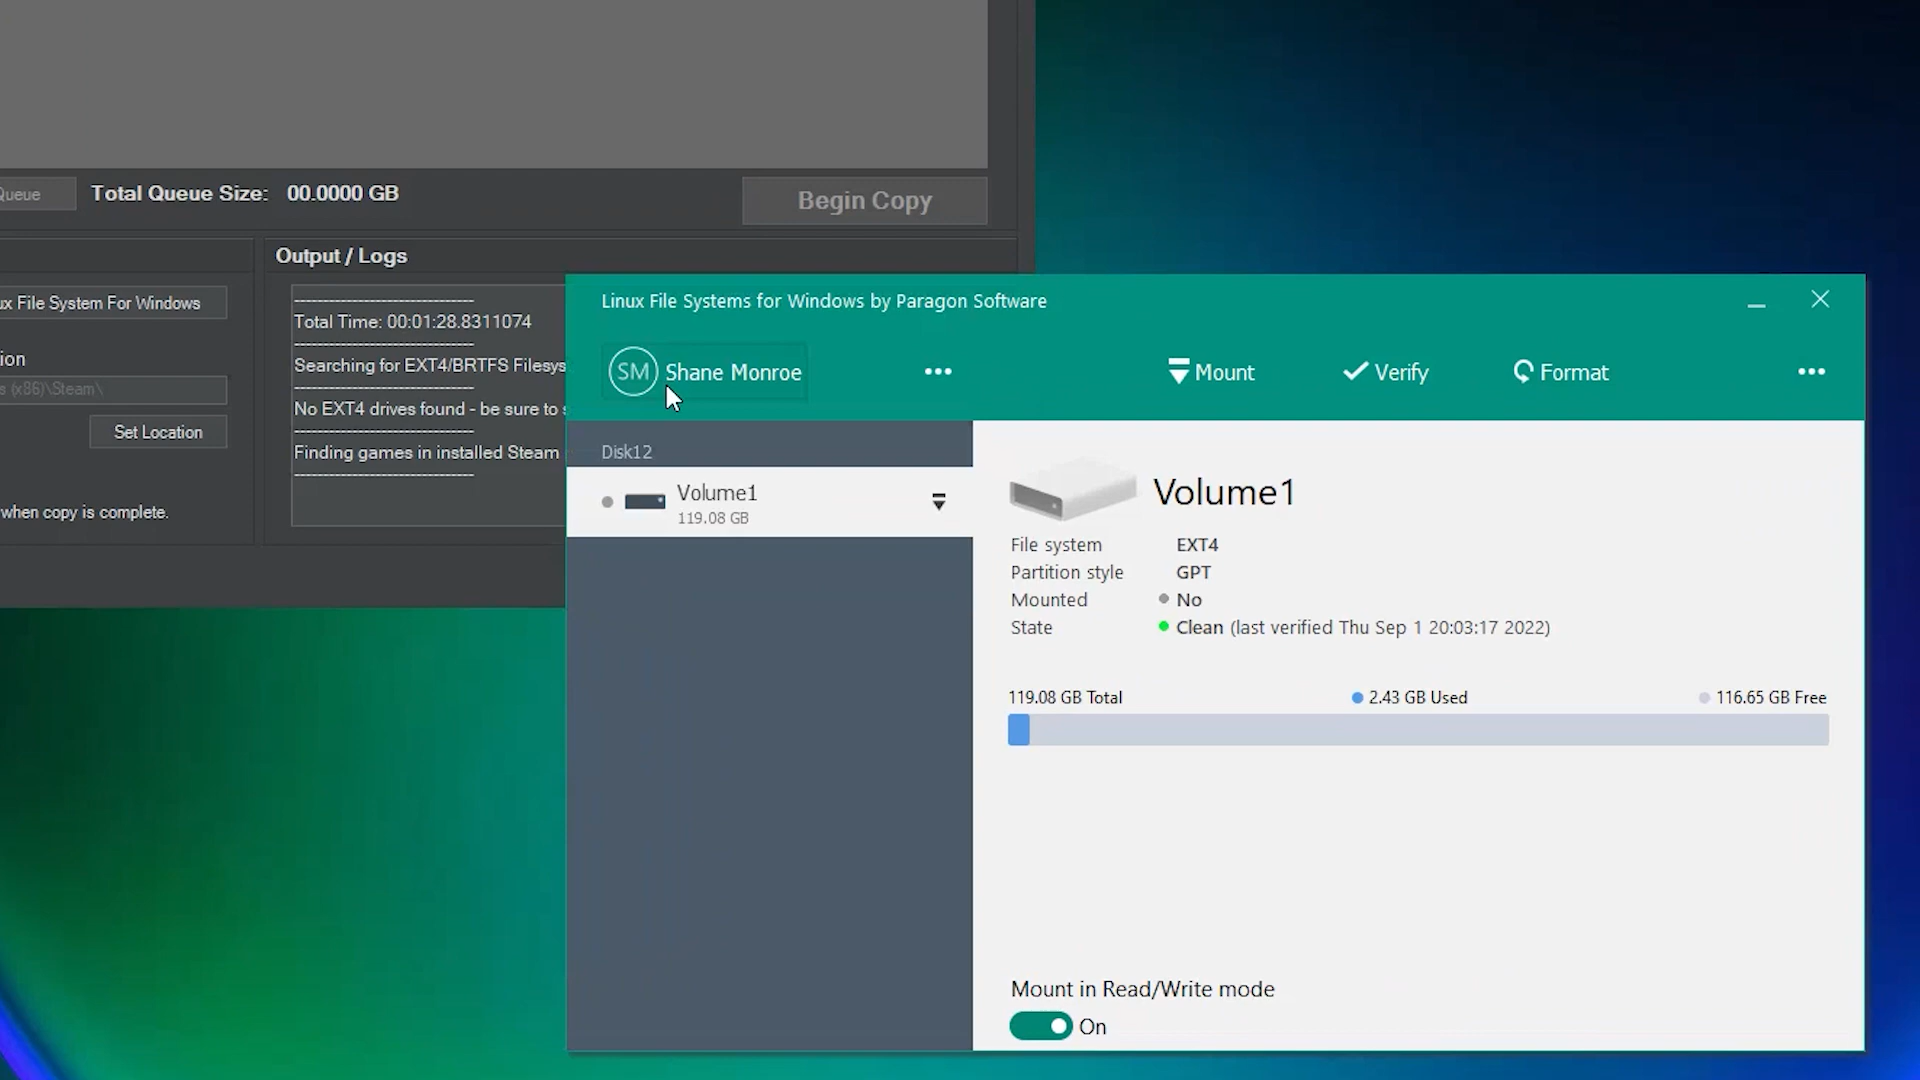 Queue
Total Queue Size: 00.0000 GB
Begin Copy
Output / Logs
ux File System For Windows
ion
s (x86)\Steam\
Set Location
when copy is complete.
Total Time: 00:01:28.8311074
Searching for EXT4/BRTFS Filesys
No EXT4 drives found - be sure to s
Finding games in installed Steam
Linux File Systems for Windows by Paragon Software
SM Shane Monroe
Mount
Verify
Format
Disk12
Volume1
119.08 GB
Volume1
File system EXT4
Partition style GPT
Mounted No
State Clean (last verified Thu Sep 1 20:03:17 2022)
119.08 GB Total 2.43 GB Used 116.65 GB Free
Mount in Read/Write mode
On